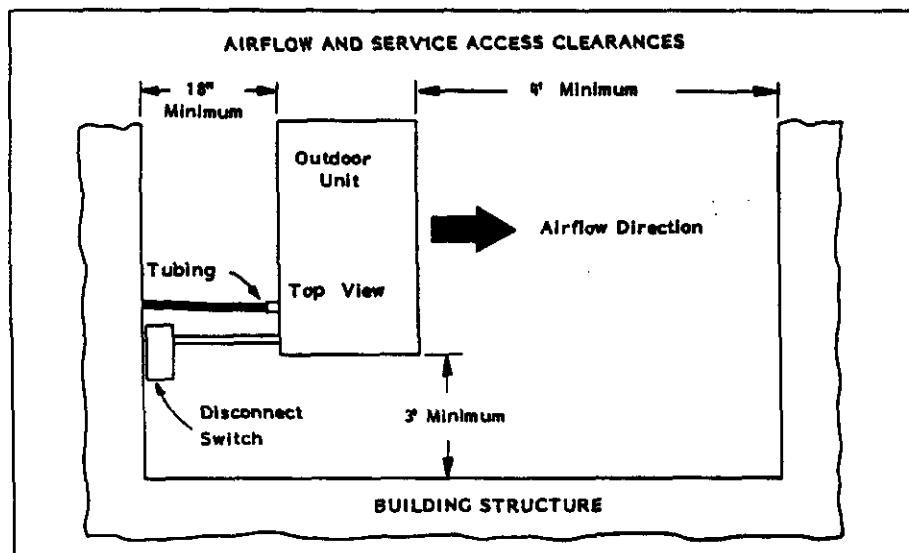 AIRFLOW AND SERVICE ACCESS CLEARANCES
18"
Minimum
4' Minimum
Outdoor
Unit
Airflow Direction
Tubing
Top View
Disconnect
Switch
3' Minimum
BUILDING STRUCTURE